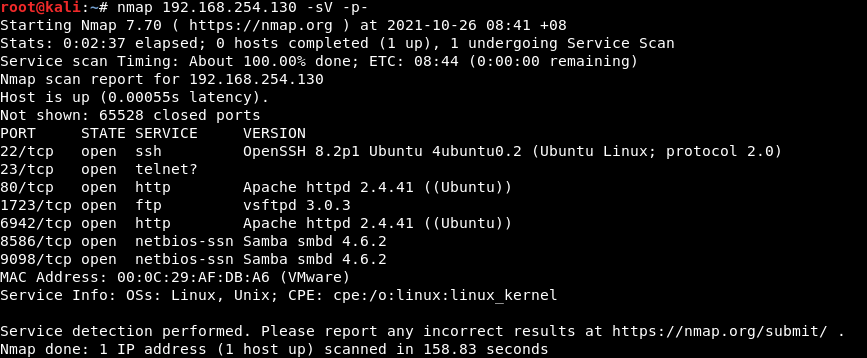 root@kali:~# nmap 192.168.254.130 -sV -p-
Starting Nmap 7.70 ( https://nmap.org ) at 2021-10-26 08:41 +08
Stats: 0:02:37 elapsed; 0 hosts completed (1 up), 1 undergoing Service Scan
Service scan Timing: About 100.00% done; ETC: 08:44 (0:00:00 remaining)
Nmap scan report for 192.168.254.130
Host is up (0.00055s latency).
Not shown: 65528 closed ports
PORT     STATE SERVICE     VERSION
22/tcp   open  ssh         OpenSSH 8.2p1 Ubuntu 4ubuntu0.2 (Ubuntu Linux; protocol 2.0)
23/tcp   open  telnet?
80/tcp   open  http        Apache httpd 2.4.41 ((Ubuntu))
1723/tcp open  ftp         vsftpd 3.0.3
6942/tcp open  http        Apache httpd 2.4.41 ((Ubuntu))
8586/tcp open  netbios-ssn Samba smbd 4.6.2
9098/tcp open  netbios-ssn Samba smbd 4.6.2
MAC Address: 00:0C:29:AF:DB:A6 (VMware)
Service Info: OSs: Linux, Unix; CPE: cpe:/o:linux:linux_kernel

Service detection performed. Please report any incorrect results at https://nmap.org/submit/ .
Nmap done: 1 IP address (1 host up) scanned in 158.83 seconds